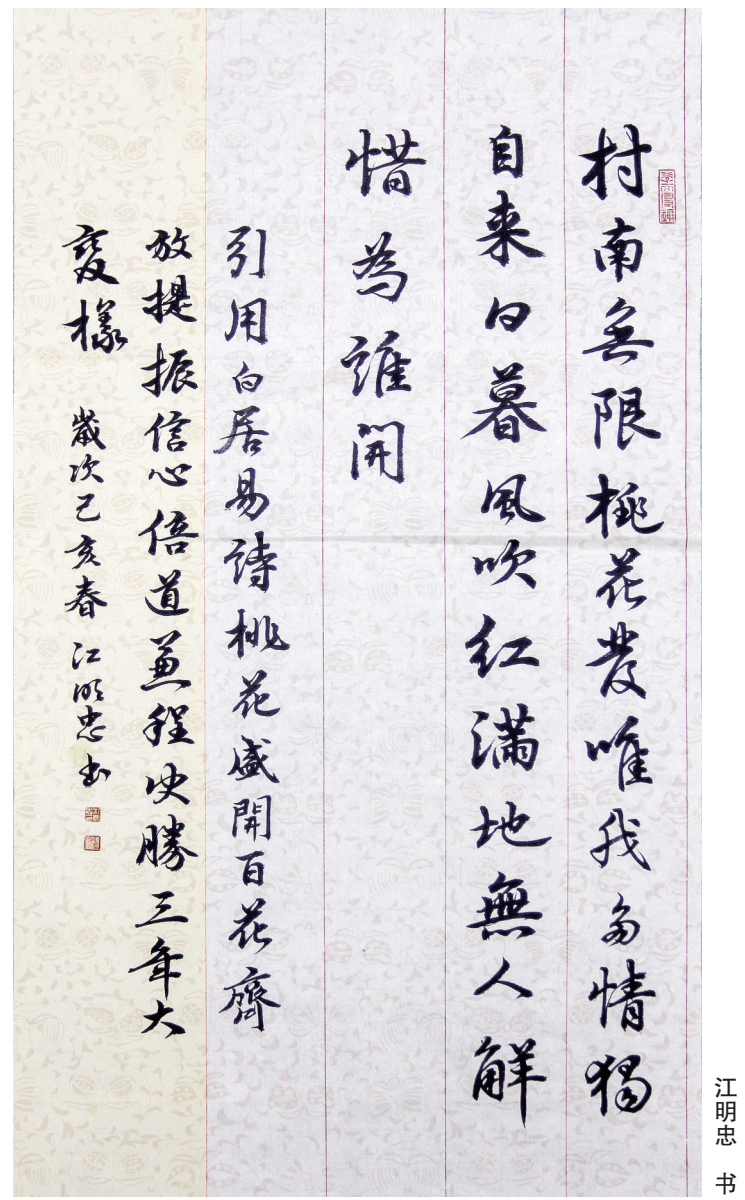 村南無限桃花發唯我多情獨
自来日暮風吹紅滿地無人解
惜為誰開
引用白居易詩桃花盛開百花齊
放提振信心倍道兼程决勝三年大
變樣 歲次己亥春 江明忠书
江明忠 书